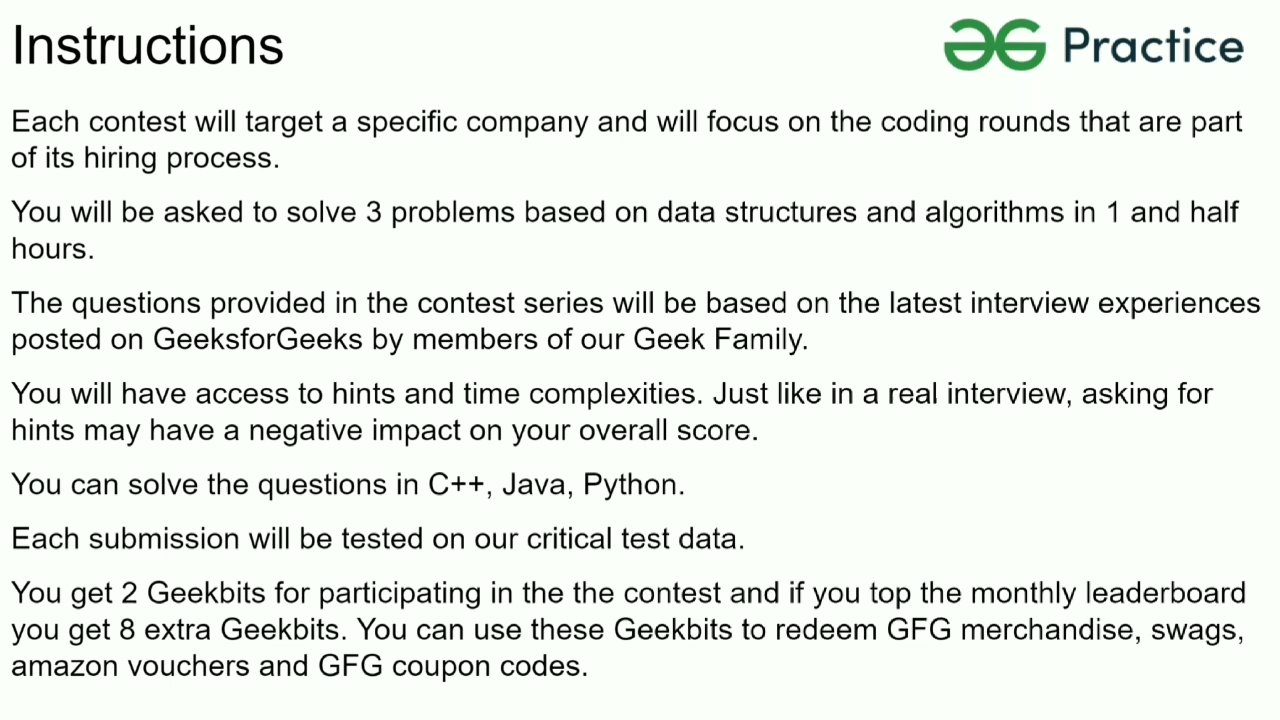 Instructions
Practice
Each contest will target a specific company and will focus on the coding rounds that are part
of its hiring process.
You will be asked to solve 3 problems based on data structures and algorithms in 1 and half
hours.
The questions provided in the contest series will be based on the latest interview experiences
posted on GeeksforGeeks by members of our Geek Family.
You will have access to hints and time complexities. Just like in a real interview, asking for
hints may have a negative impact on your overall score.
You can solve the questions in C++, Java, Python.
Each submission will be tested on our critical test data.
You get 2 Geekbits for participating in the the contest and if you top the monthly leaderboard
you get 8 extra Geekbits. You can use these Geekbits to redeem GFG merchandise, swags,
amazon vouchers and GFG coupon codes.